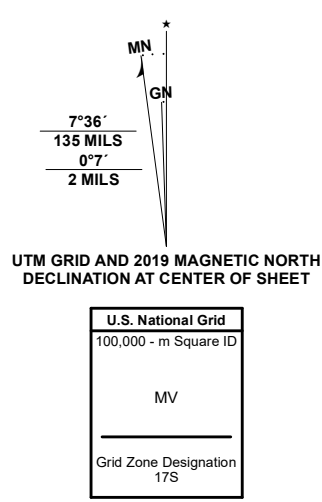 ★
MN
GN
7°36´
135 MILS
0°7´
2 MILS
UTM GRID AND 2019 MAGNETIC NORTH
DECLINATION AT CENTER OF SHEET
U.S. National Grid
100,000 - m Square ID
MV
Grid Zone Designation
17S